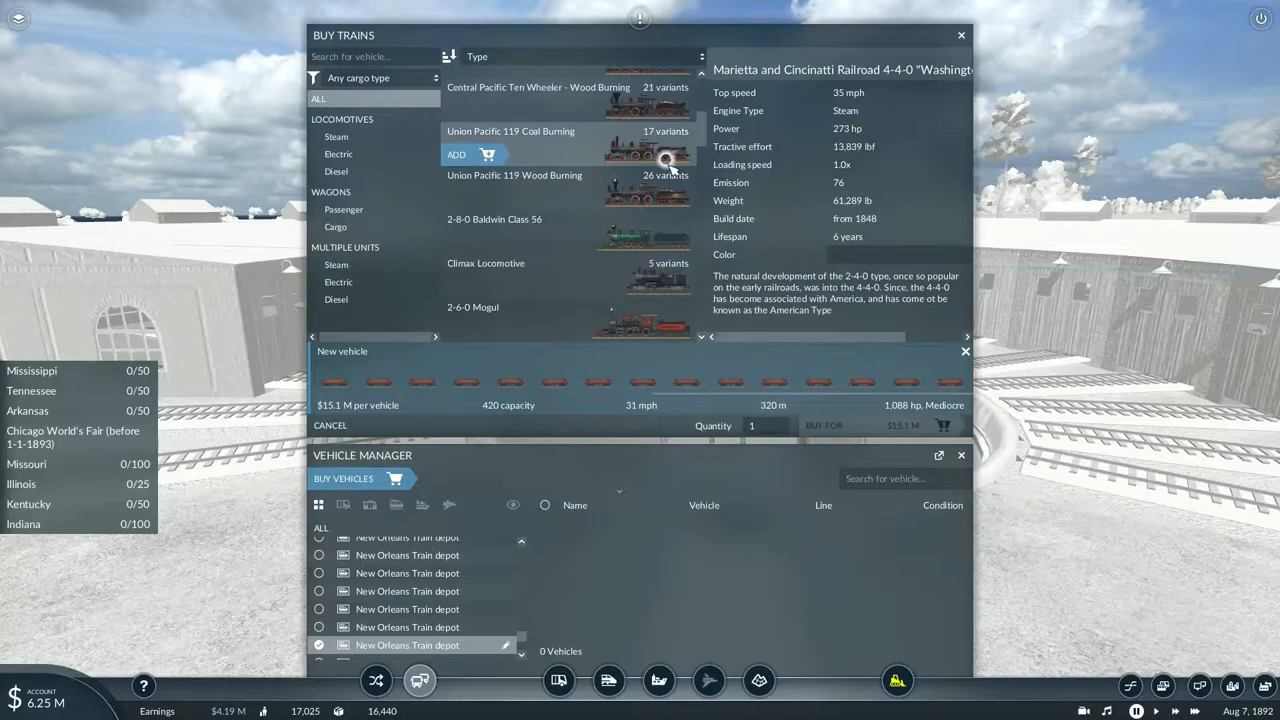 BUY TRAINS
Search for vehicle...
Type
Any cargo type
ALL
LOCOMOTIVES
Steam
Electric
Diesel
WAGONS
Passenger
Cargo
MULTIPLE UNITS
Steam
Electric
Diesel
Central Pacific Ten Wheeler - Wood Burning 21 variants
Union Pacific 119 Coal Burning 17 variants
ADD
Union Pacific 119 Wood Burning 26 variants
2-8-0 Baldwin Class 56
Climax Locomotive 5 variants
2-6-0 Mogul
Marietta and Cincinatti Railroad 4-4-0 "Washingt
Top speed 35 mph
Engine Type Steam
Power 273 hp
Tractive effort 13,839 lbf
Loading speed 1.0x
Emission 76
Weight 61,289 lb
Build date from 1848
Lifespan 6 years
Color
The natural development of the 2-4-0 type, once so popular
on the early railroads, was into the 4-4-0. Since, the 4-4-0
has become associated with America, and has come ot be
known as the American Type
New vehicle
$15.1 M per vehicle 420 capacity 31 mph 320 m 1,088 hp, Mediocre
CANCEL Quantity 1 BUY FOR $15.1 M
Mississippi 0/50
Tennessee 0/50
Arkansas 0/50
Chicago World's Fair (before
1-1-1893) 0/100
Missouri 0/100
Illinois 0/25
Kentucky 0/50
Indiana 0/100
VEHICLE MANAGER
BUY VEHICLES
Search for vehicle...
Name Vehicle Line Condition
ALL
New Orleans Train depot
New Orleans Train depot
New Orleans Train depot
New Orleans Train depot
New Orleans Train depot
New Orleans Train depot
New Orleans Train depot
0 Vehicles
$ ACCOUNT
6.25 M
?
Earnings $4.19 M 17,025 16,440
Aug 7, 1892